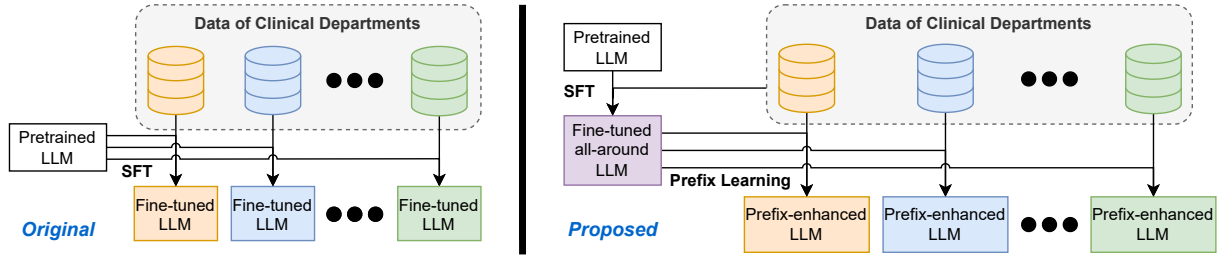 Data of Clinical Departments
Pretrained
LLM
SFT
Fine-tuned
LLM
Fine-tuned
LLM
Fine-tuned
LLM
Original
Data of Clinical Departments
Pretrained
LLM
SFT
Fine-tuned
all-around
LLM
Prefix Learning
Prefix-enhanced
LLM
Prefix-enhanced
LLM
Prefix-enhanced
LLM
Proposed